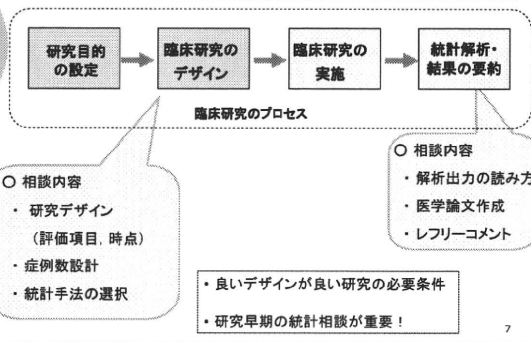 研究目的
の設定
臨床研究の
デザイン
臨床研究の
実施
統計解析・
結果の要約
臨床研究のプロセス
○ 相談内容
・ 研究デザイン
（評価項目, 時点）
・症例数設計
・統計手法の選択
○ 相談内容
・解析出力の読み方
・医学論文作成
・レフリーコメント
・良いデザインが良い研究の必要条件
・研究早期の統計相談が重要！
7